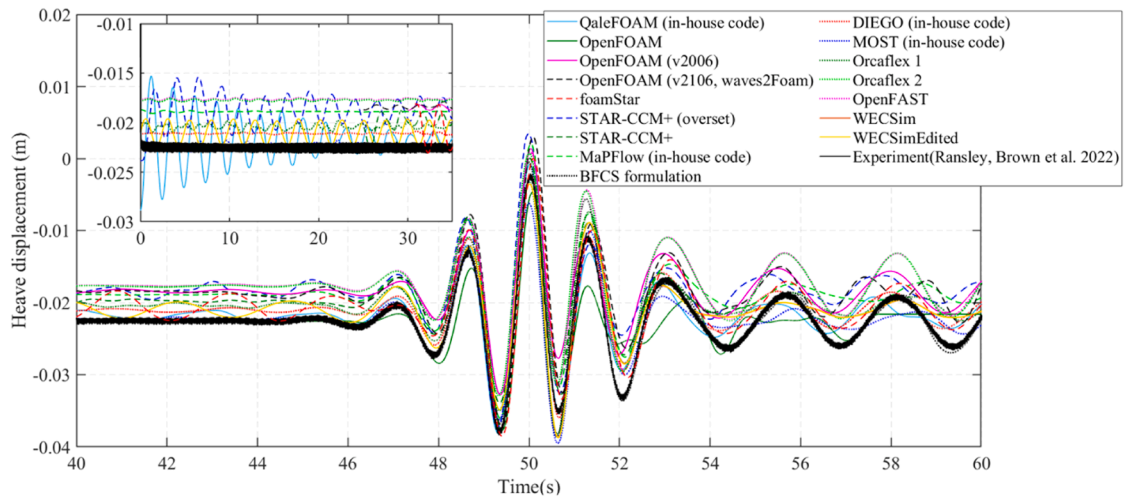 0.02
0.01
0
-0.01
-0.02
-0.03
-0.04
Heave displacement (m)
40
42
44
46
48
50
52
54
56
58
60
Time(s)
-0.01
-0.015
-0.02
-0.025
-0.03
0
10
20
30
QaleFOAM (in-house code)
OpenFOAM
OpenFOAM (v2006)
OpenFOAM (v2106, waves2Foam)
foamStar
STAR-CCM+ (overset)
STAR-CCM+
MaPFlow (in-house code)
BFCS formulation
DIEGO (in-house code)
MOST (in-house code)
Orcaflex 1
Orcaflex 2
OpenFAST
WECSim
WECSimEdited
Experiment(Ransley, Brown et al. 2022)